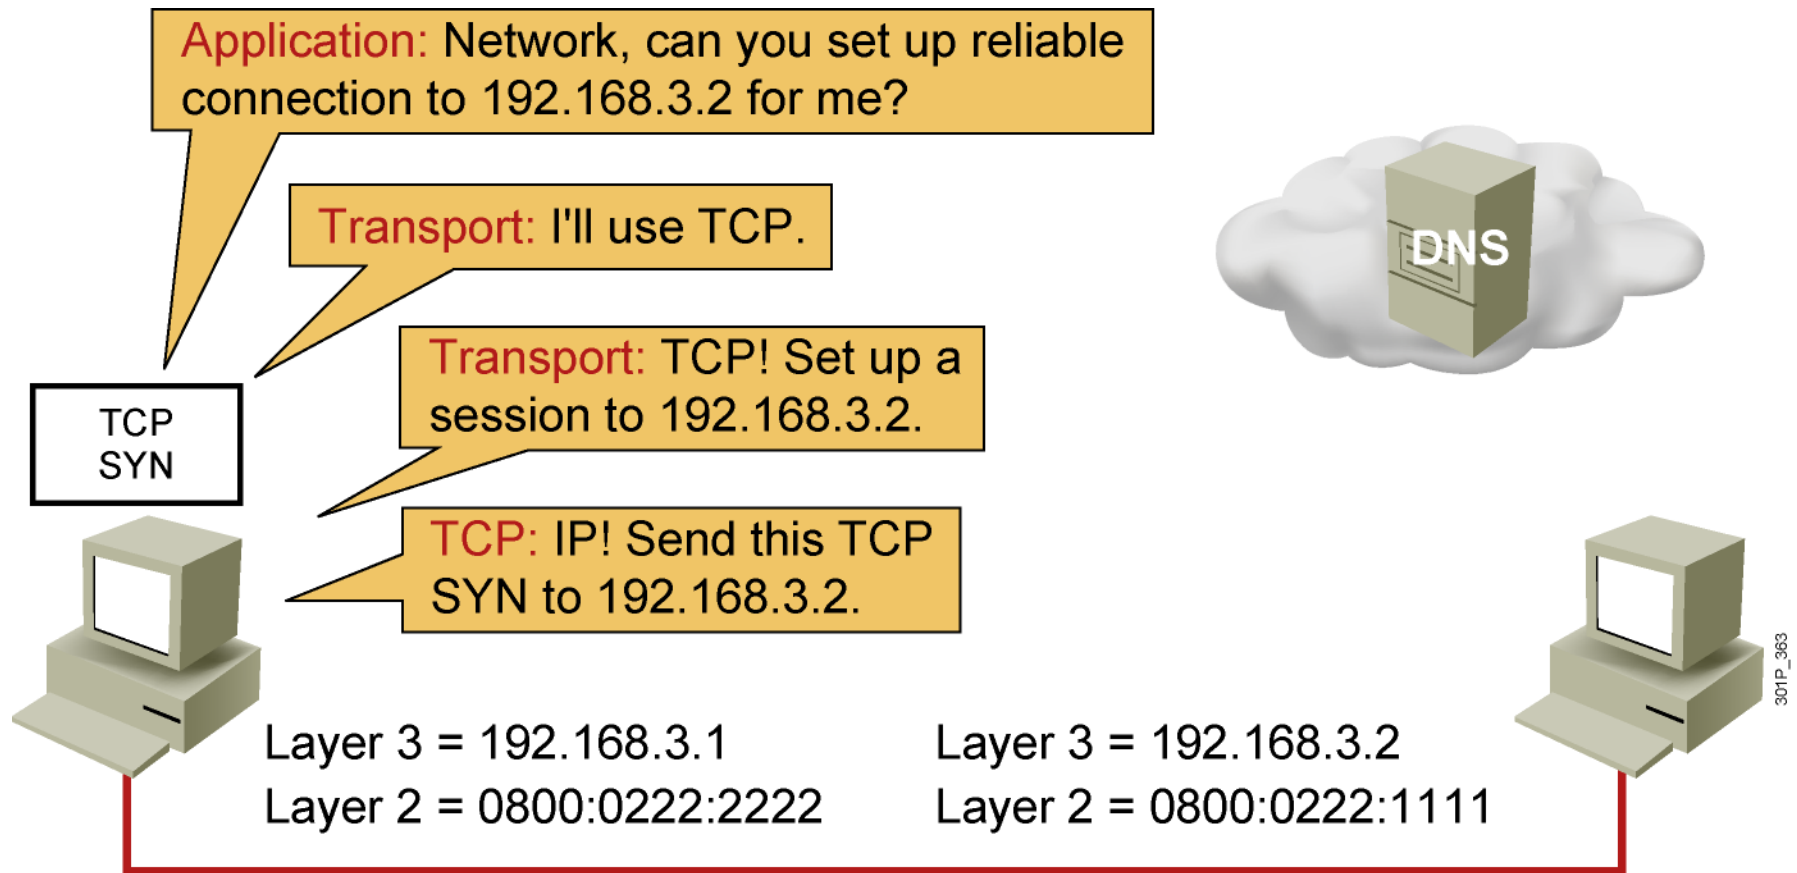 Application: Network, can you set up reliable
connection to 192.168.3.2 for me?
Transport: I'll use TCP.
DNS
Transport: TCP! Set up a
session to 192.168.3.2.
TCP
SYN
TCP: IP! Send this TCP
SYN to 192.168.3.2.
301P_363
Layer 3 = 192.168.3.1
Layer 2 = 0800:0222:2222
Layer 3 = 192.168.3.2
Layer 2 = 0800:0222:1111